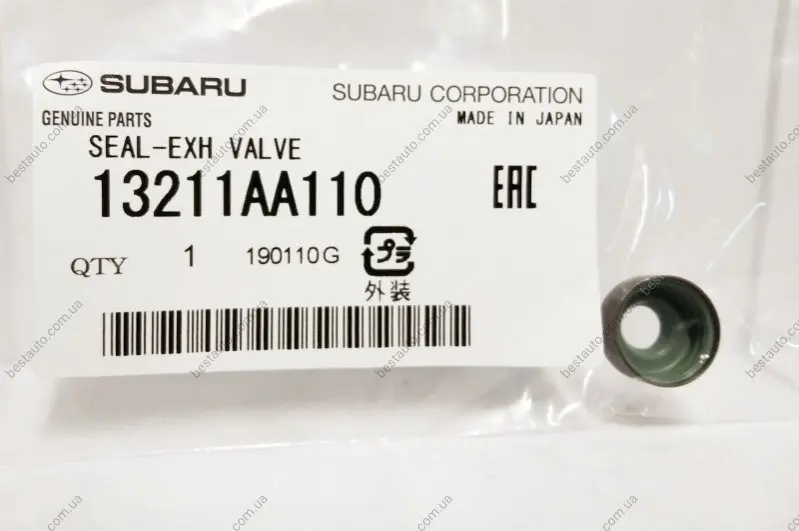 SUBARU
SUBARU CORPORATION
GENUINE PARTS
MADE IN JAPAN
SEAL-EXH VALVE
13211AA110
EAC
QTY 1 190110G プラ
外装
bestauto.com.ua